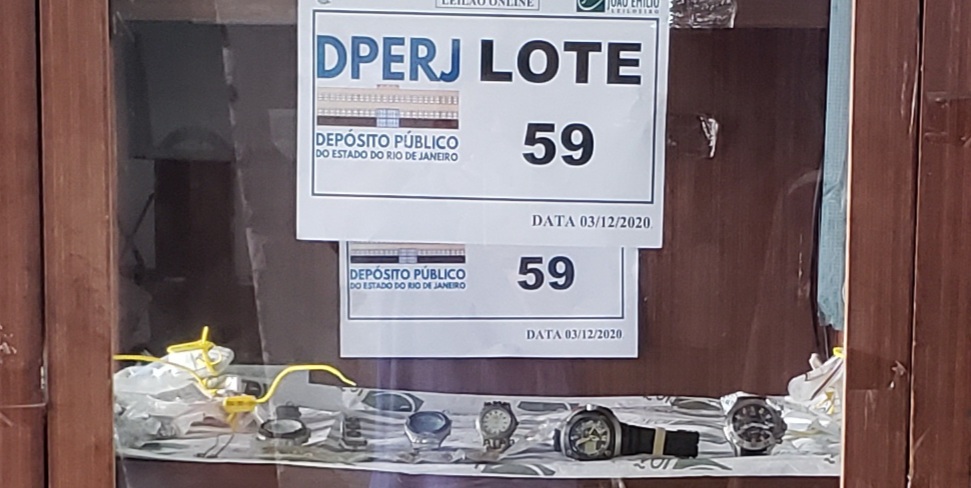 LEILÃO ONLINE
JOÃO EMILIO
LEILOEIRO
DPERJ LOTE
59
DEPÓSITO PÚBLICO
DO ESTADO DO RIO DE JANEIRO
DATA 03/12/2020
59
DEPÓSITO PÚBLICO
DO ESTADO DO RIO DE JANEIRO
DATA 03/12/2020